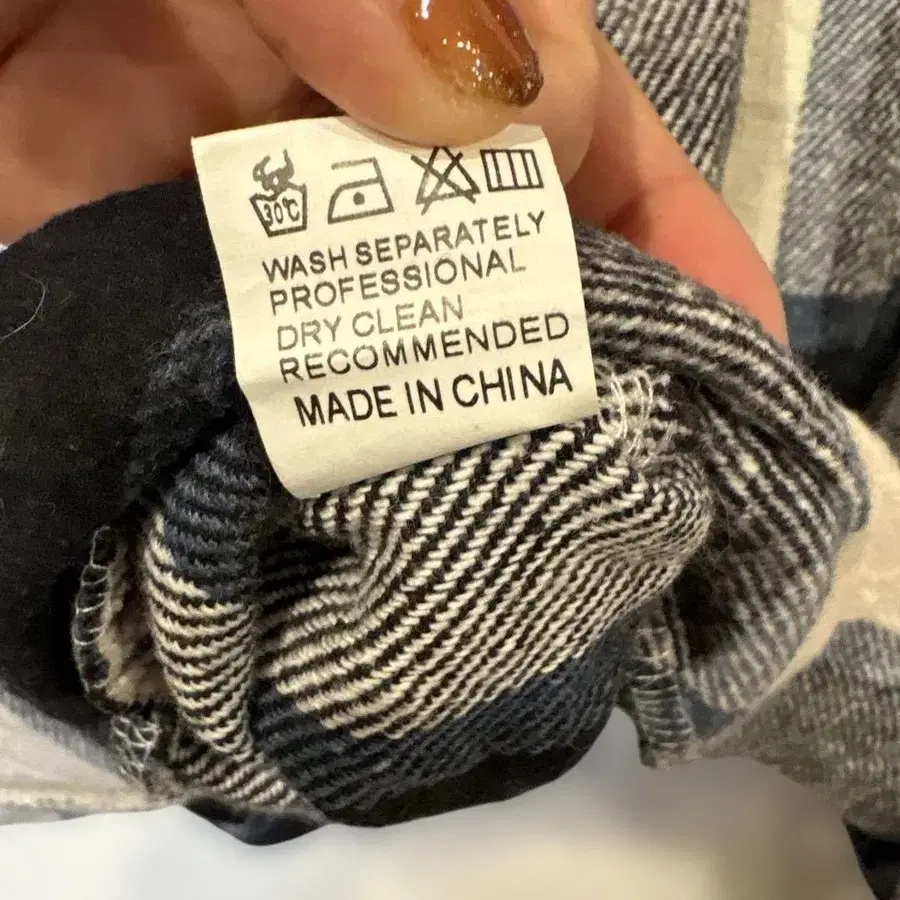 30℃
WASH SEPARATELY
PROFESSIONAL
DRY CLEAN
RECOMMENDED
MADE IN CHINA